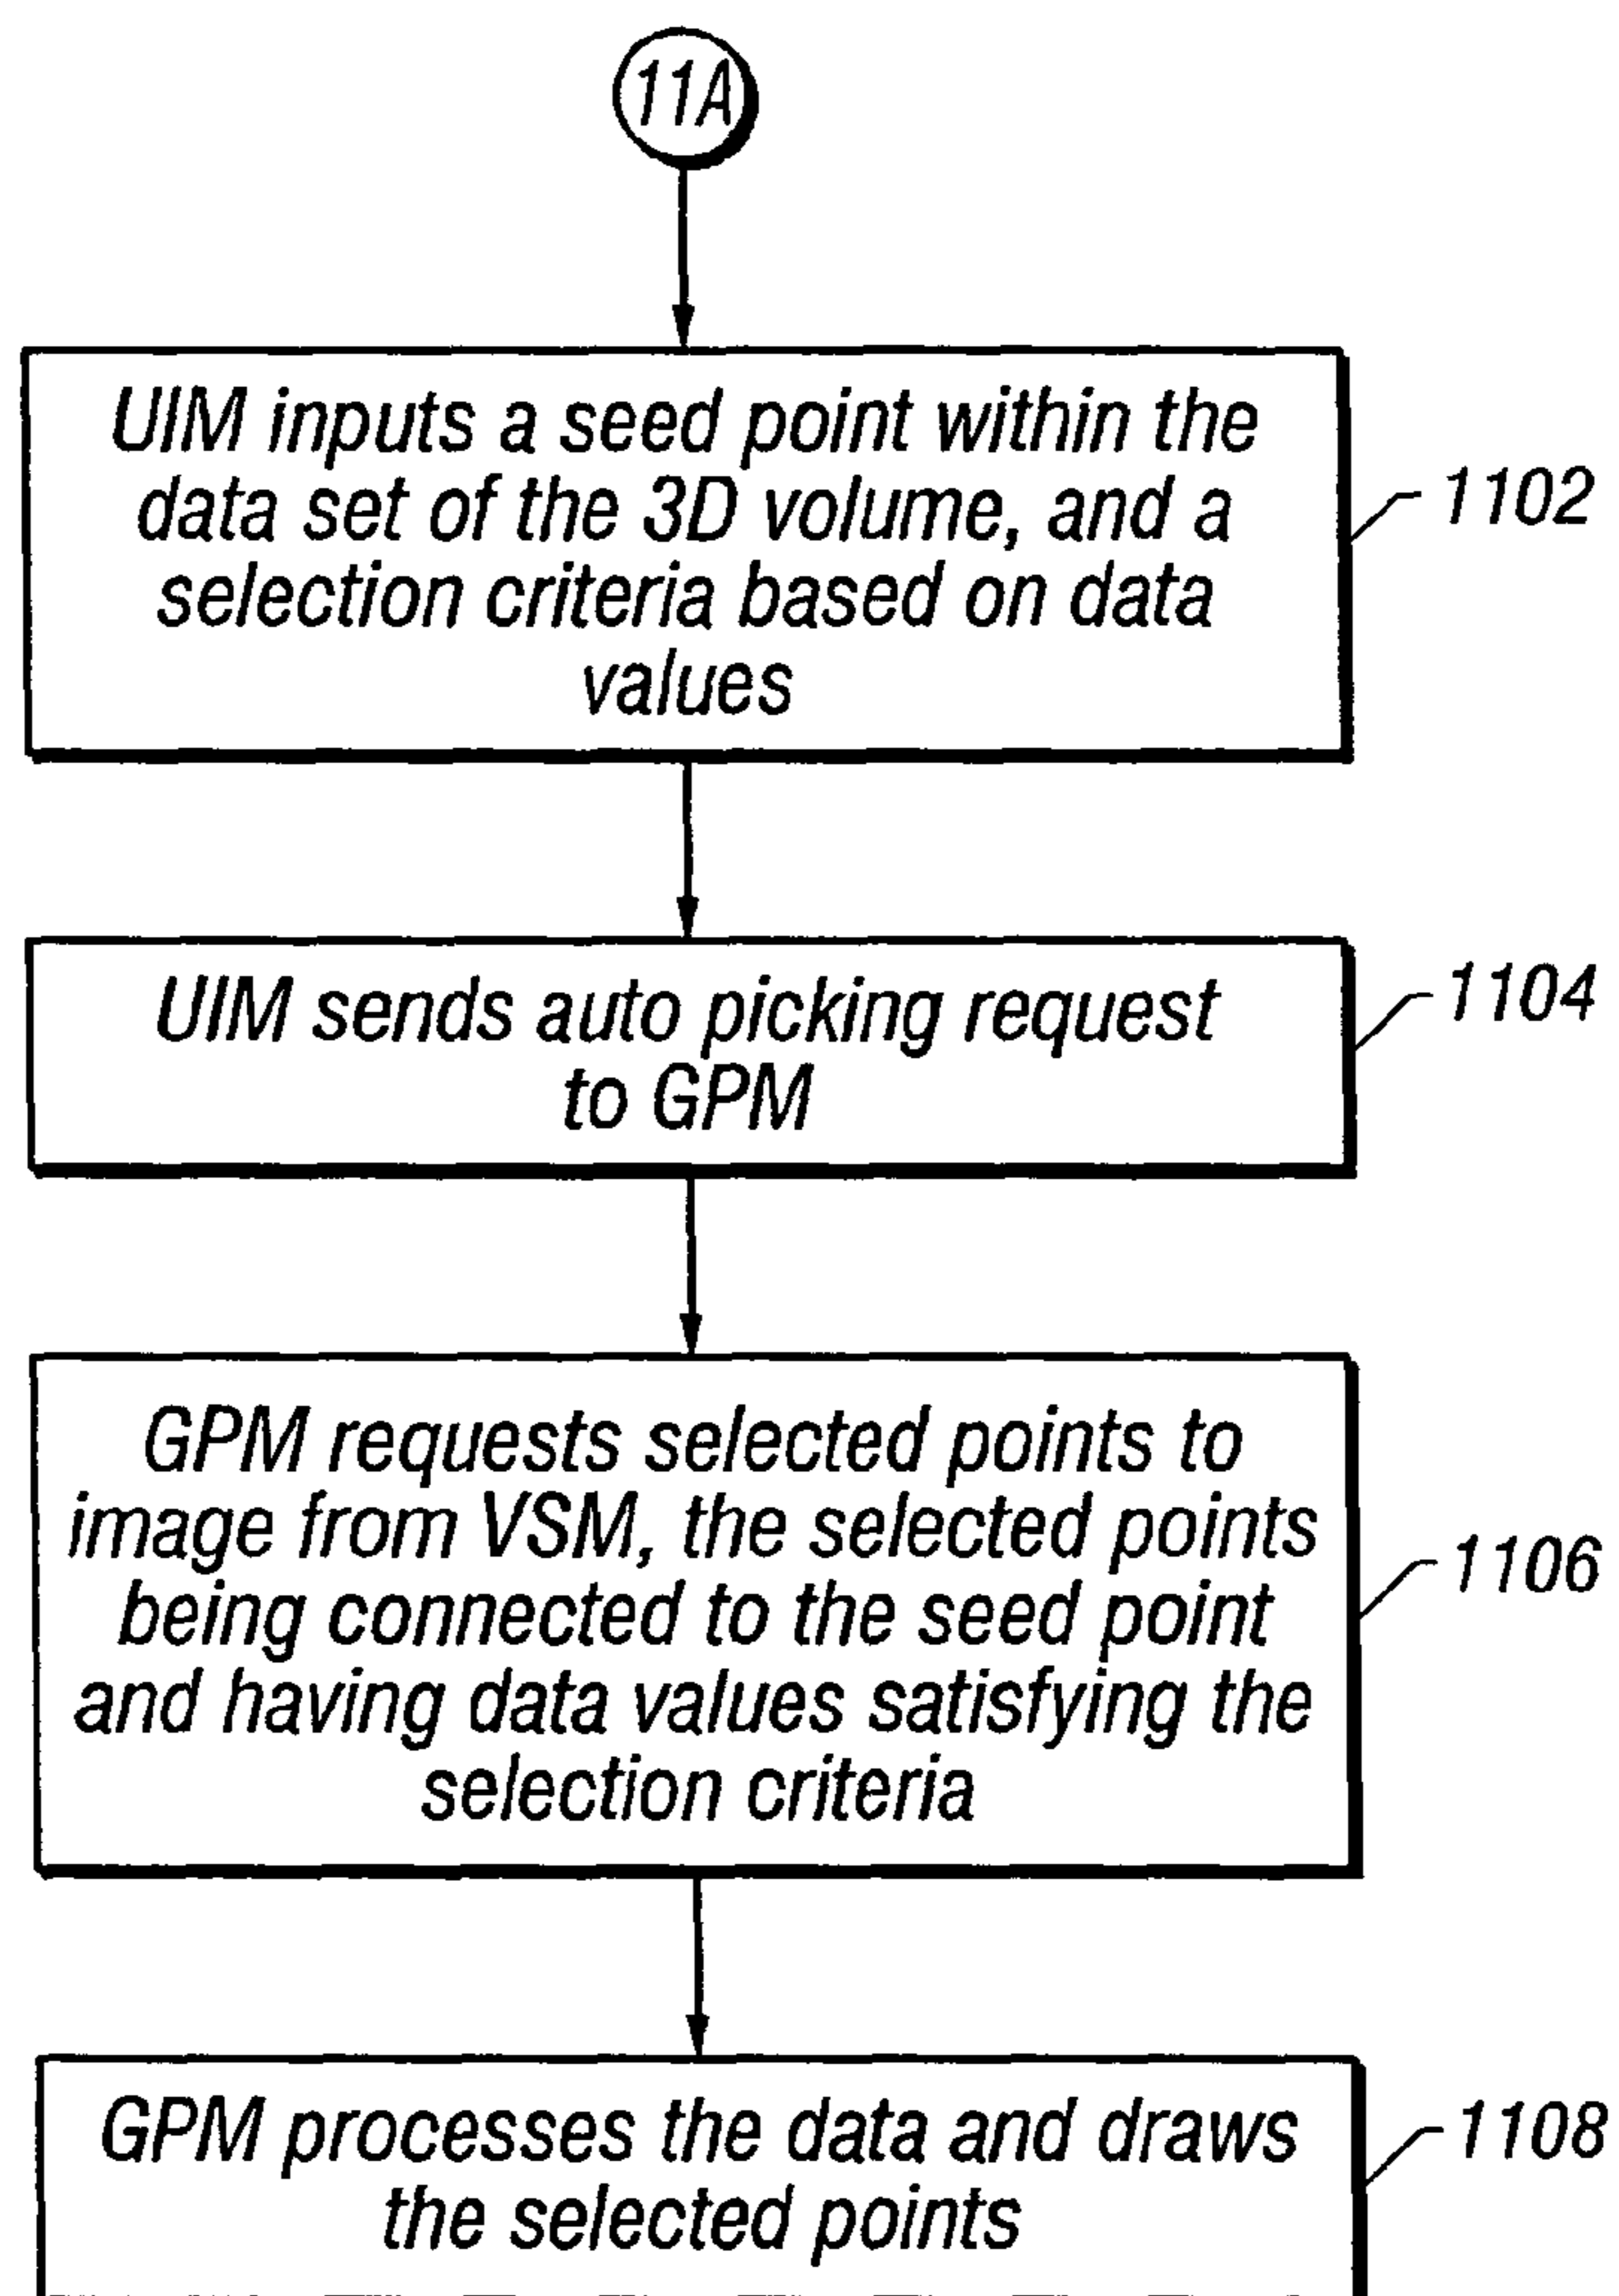 11A
UIM inputs a seed point within the
data set of the 3D volume, and a
selection criteria based on data
values
1102
UIM sends auto picking request
to GPM
1104
GPM requests selected points to
image from VSM, the selected points
being connected to the seed point
and having data values satisfying the
selection criteria
1106
GPM processes the data and draws
the selected points
1108